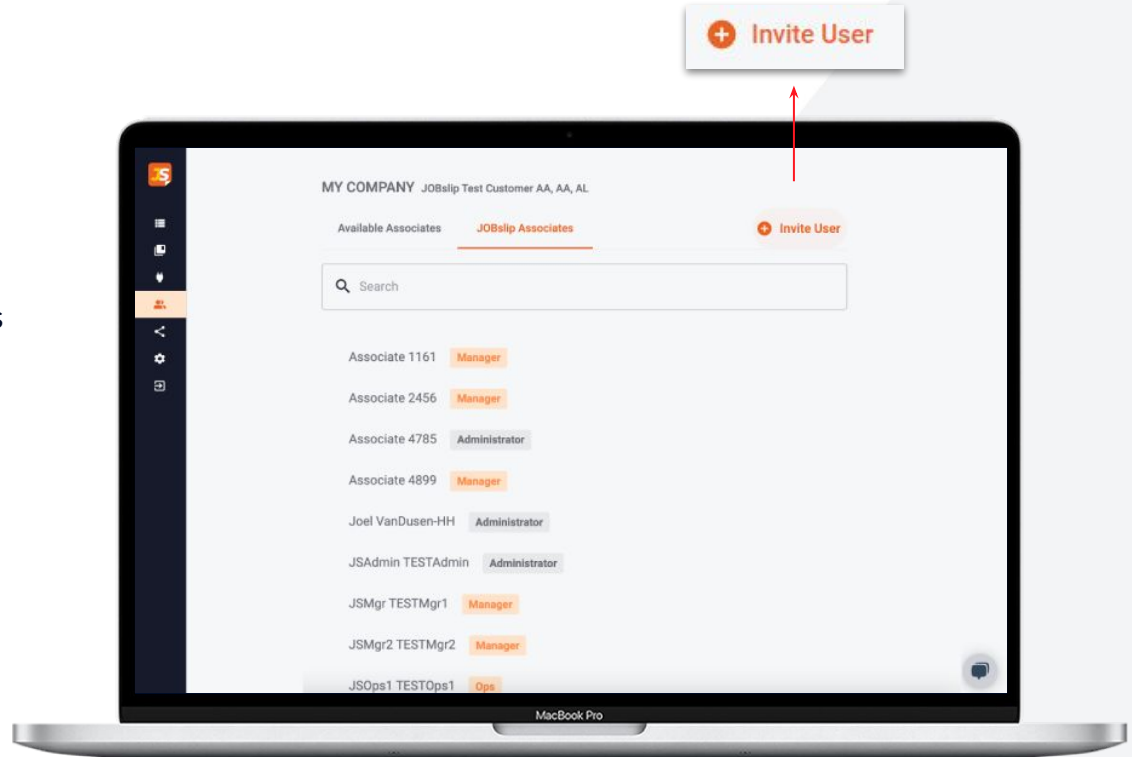 Invite User
JS
MY COMPANY JOBslip Test Customer AA, AA, AL
Available Associates JOBslip Associates Invite User
Search
s
Associate 1161 Manager
Associate 2456 Manager
Associate 4785 Administrator
Associate 4899 Manager
Joel VanDusen-HH Administrator
JSAdmin TESTAdmin Administrator
JSMgr TESTMgr1 Manager
JSMgr2 TESTMgr2 Manager
JSOps1 TESTOps1 Ops
MacBook Pro